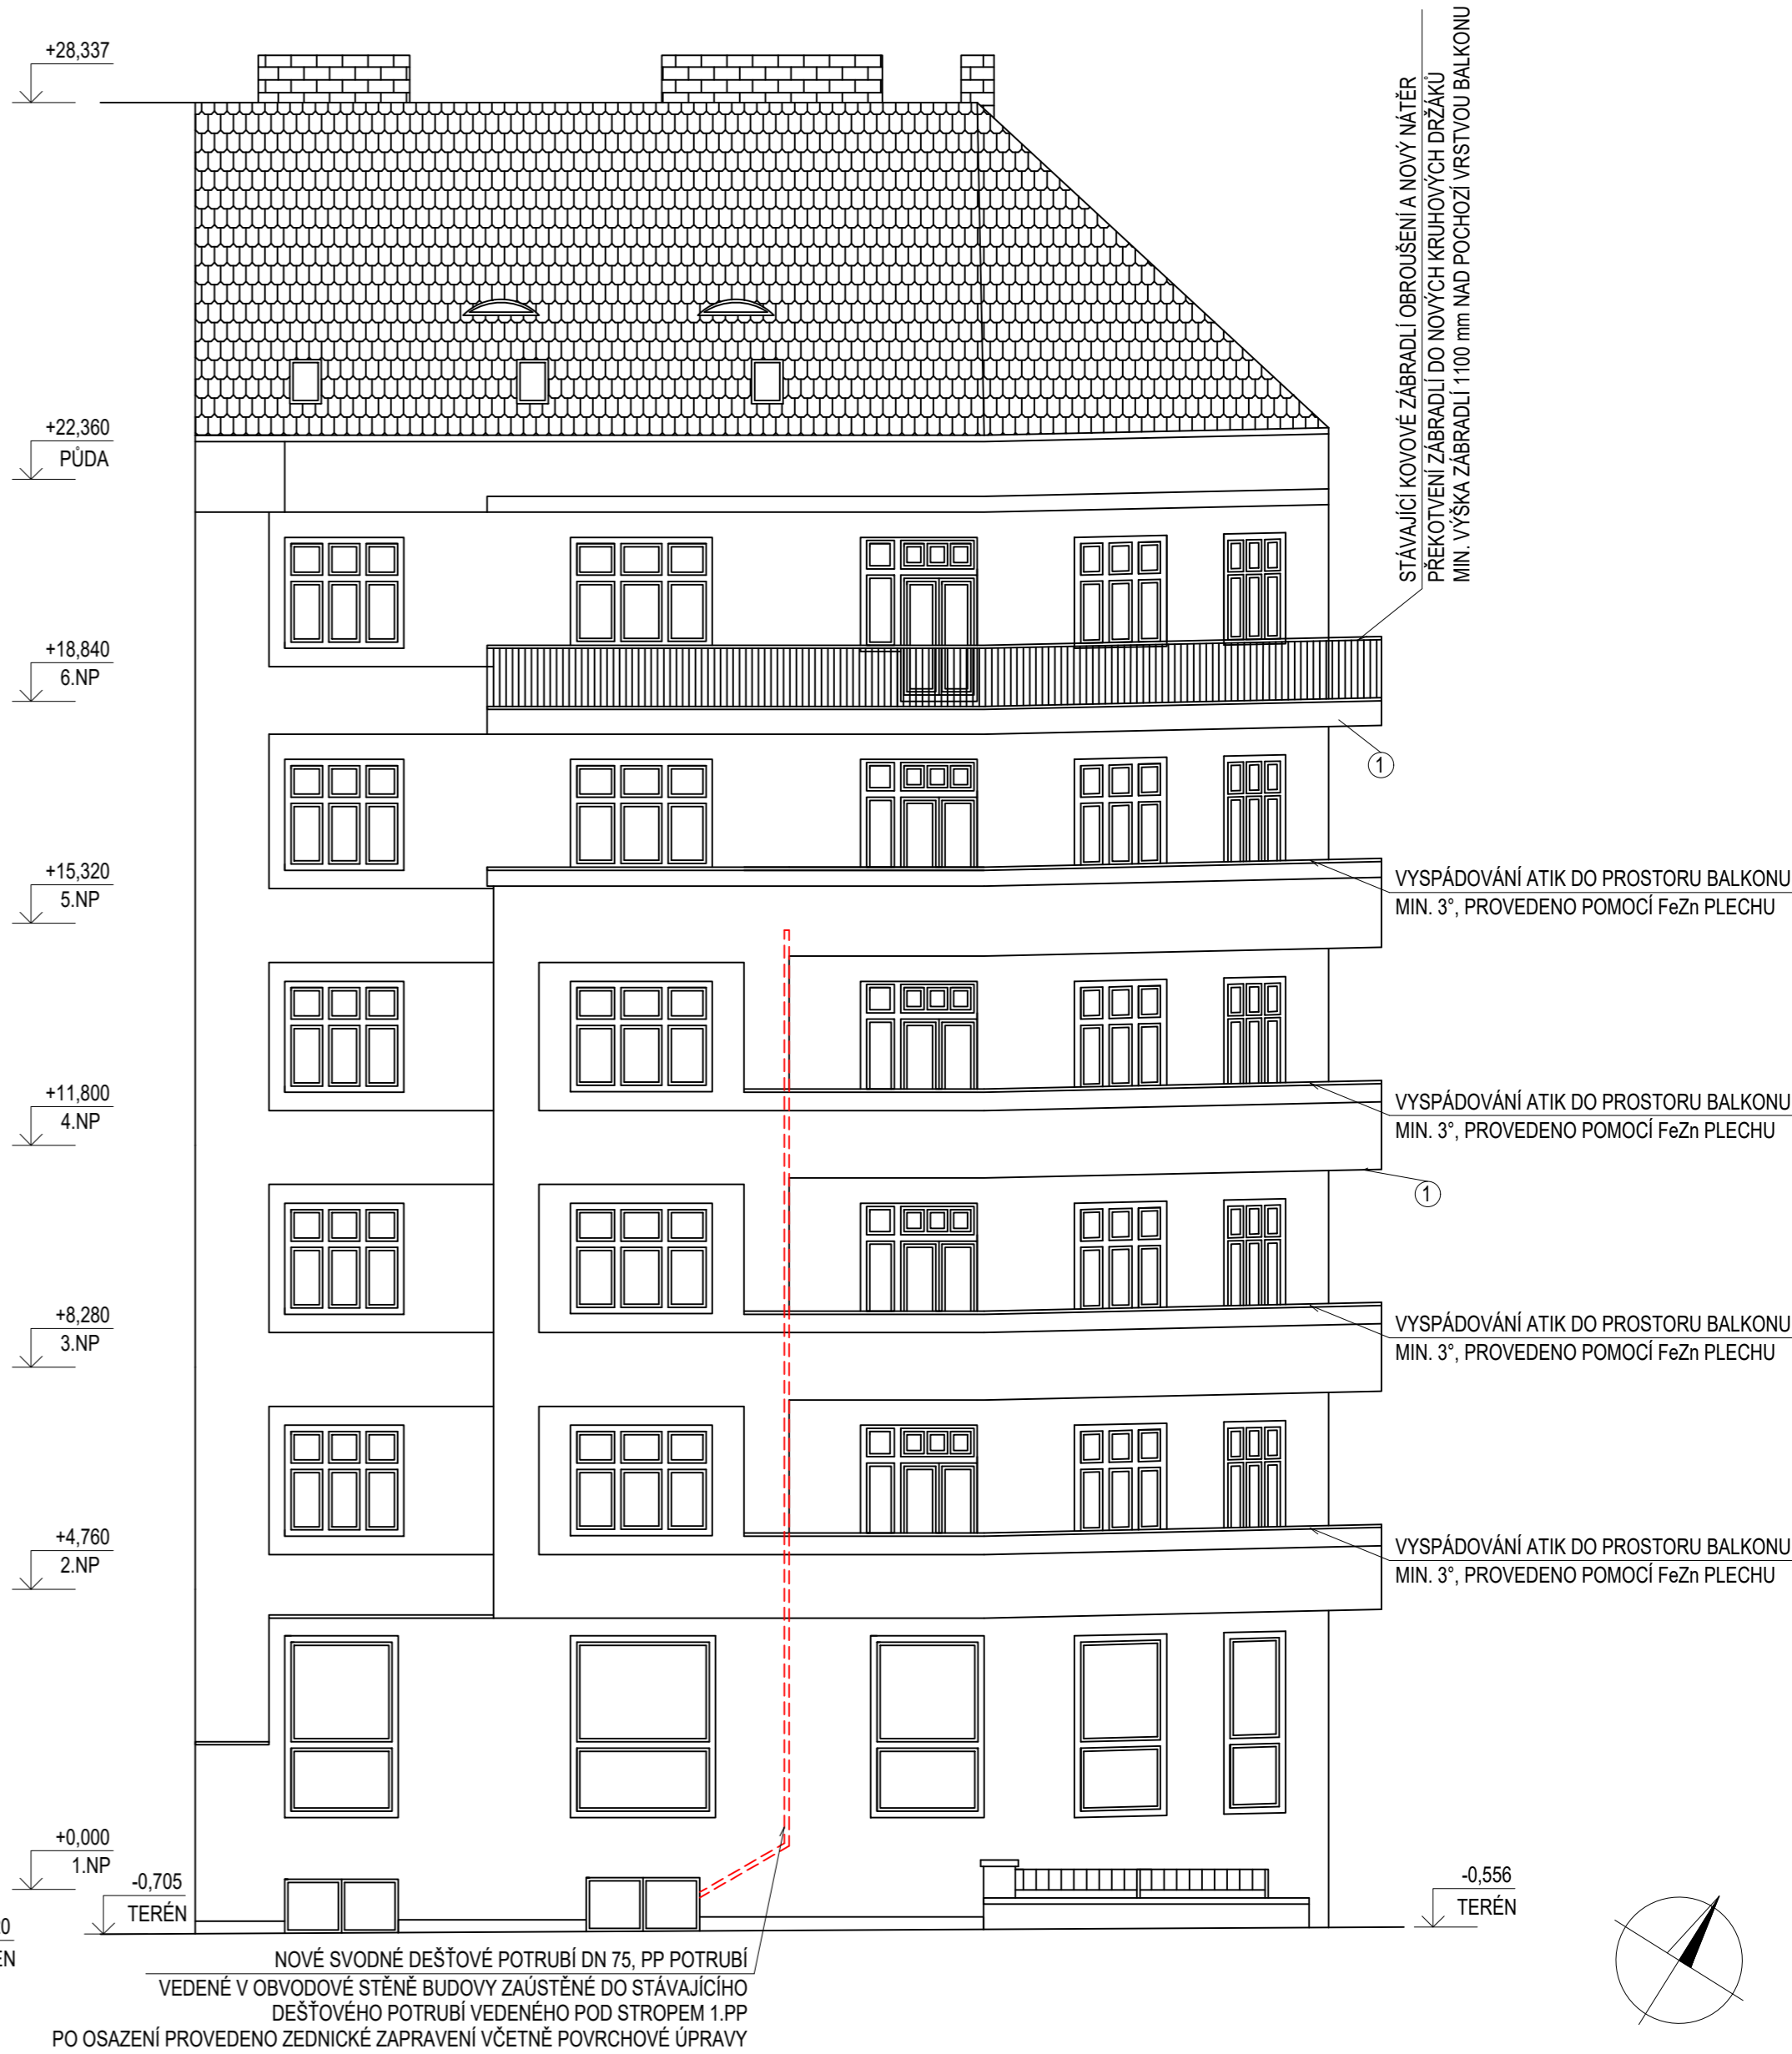 +28,337
STÁVAJÍCÍ KOVOVÉ ZÁBRADLÍ OBROUŠENÍ A NOVÝ NÁTĚR
PŘEKOTVENÍ ZÁBRADLÍ DO NOVÝCH KRUHOVÝCH DRŽÁKŮ
MIN. VÝŠKA ZÁBRADLÍ 1100 mm NAD POCHOZÍ VRSTVOU BALKONU
+22,360
PŮDA
+18,840
6.NP
1
+15,320
5.NP
VYSPÁDOVÁNÍ ATIK DO PROSTORU BALKONU
MIN. 3°, PROVEDENO POMOCÍ FeZn PLECHU
+11,800
4.NP
VYSPÁDOVÁNÍ ATIK DO PROSTORU BALKONU
MIN. 3°, PROVEDENO POMOCÍ FeZn PLECHU
1
+8,280
3.NP
VYSPÁDOVÁNÍ ATIK DO PROSTORU BALKONU
MIN. 3°, PROVEDENO POMOCÍ FeZn PLECHU
+4,760
2.NP
VYSPÁDOVÁNÍ ATIK DO PROSTORU BALKONU
MIN. 3°, PROVEDENO POMOCÍ FeZn PLECHU
+0,000
1.NP
-0,705
TERÉN
-0,556
TERÉN
NOVÉ SVODNÉ DEŠŤOVÉ POTRUBÍ DN 75, PP POTRUBÍ
VEDENÉ V OBVODOVÉ STĚNĚ BUDOVY ZAÚSTĚNÉ DO STÁVAJÍCÍHO
DEŠŤOVÉHO POTRUBÍ VEDENÉHO POD STROPEM 1.PP
PO OSAZENÍ PROVEDENO ZEDNICKÉ ZAPRAVENÍ VČETNĚ POVRCHOVÉ ÚPRAVY